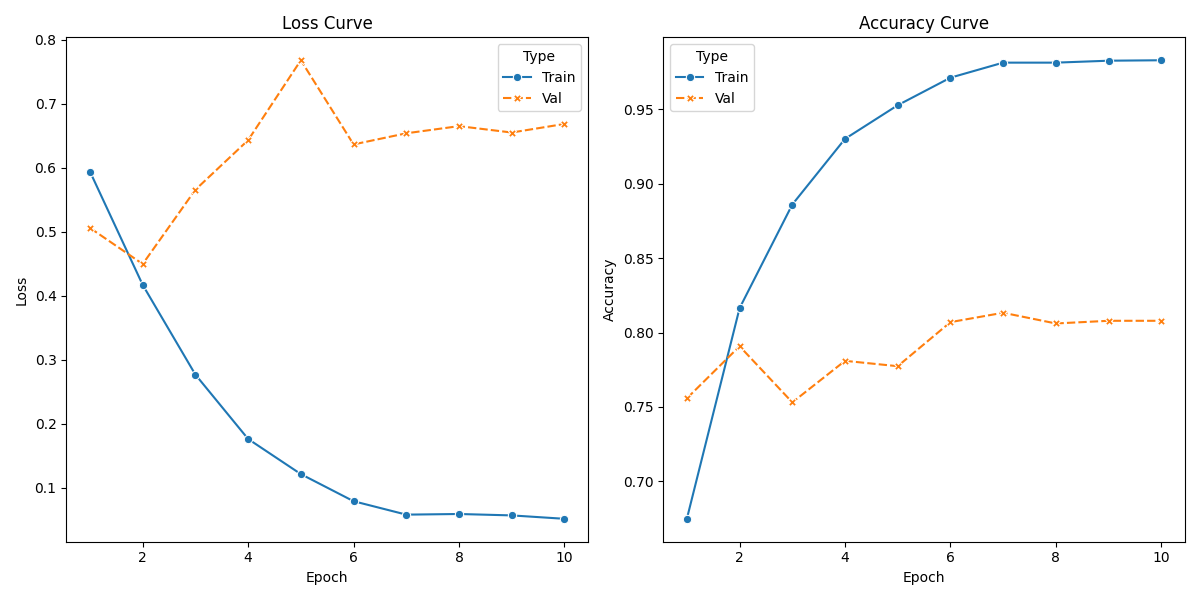 Loss Curve
Loss
0.8
0.7
0.6
0.5
0.4
0.3
0.2
0.1
Type
Train
Val
2 4 6 8 10
Epoch
Accuracy Curve
Accuracy
0.95
0.90
0.85
0.80
0.75
0.70
Type
Train
Val
2 4 6 8 10
Epoch